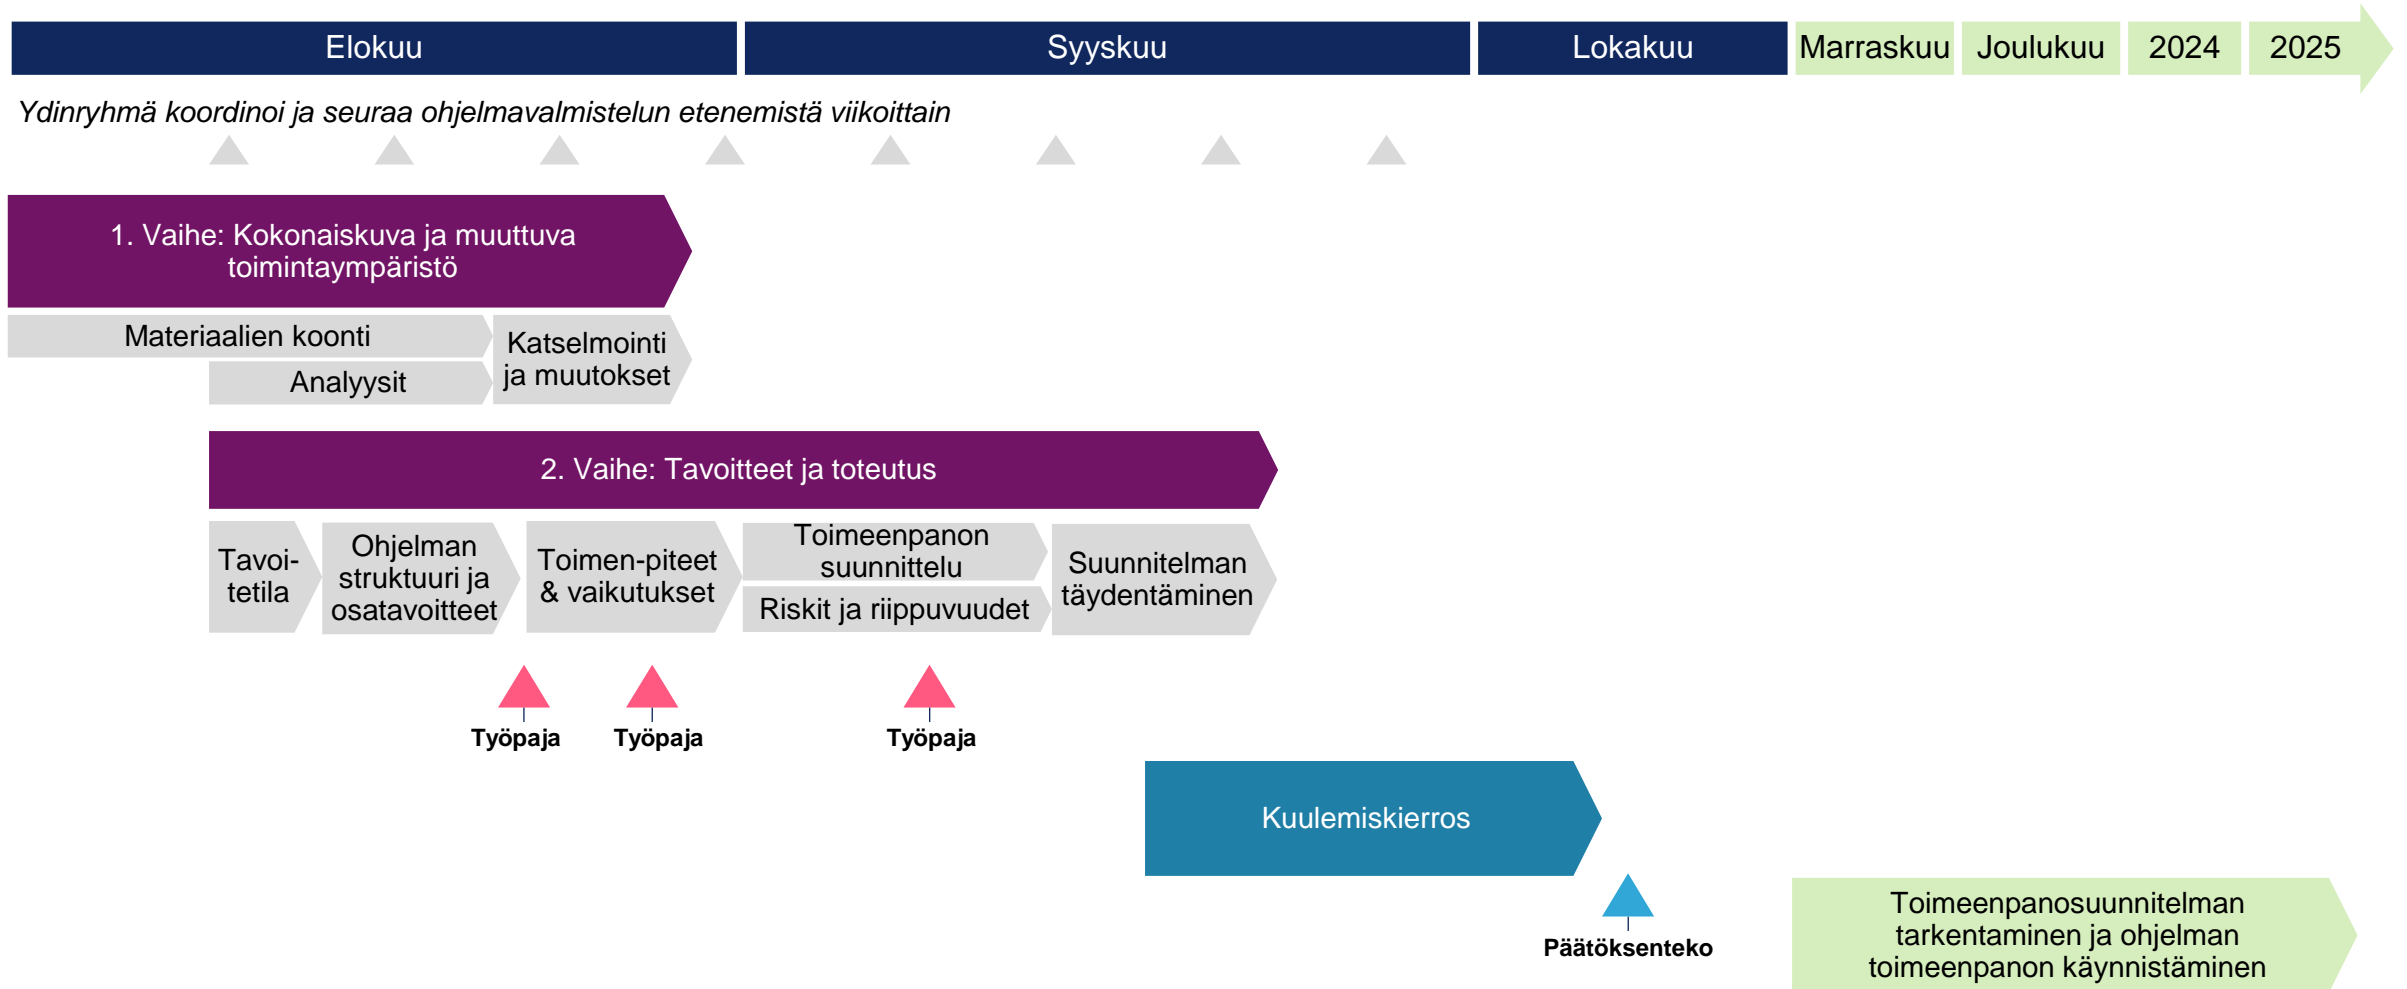 Elokuu
Syyskuu
Lokakuu
Marraskuu
Joulukuu
2024
2025
Ydinryhmä koordinoi ja seuraa ohjelmavalmistelun etenemistä viikoittain
1. Vaihe: Kokonaiskuva ja muuttuva
toimintaympäristö
Materiaalien koonti
Analyysit
Katselmointi
ja muutokset
2. Vaihe: Tavoitteet ja toteutus
Tavoi-
tetila
Ohjelman
struktuuri ja
osatavoitteet
Toimen-piteet
& vaikutukset
Toimeenpanon
suunnittelu
Riskit ja riippuvuudet
Suunnitelman
täydentäminen
Työpaja
Työpaja
Työpaja
Kuulemiskierros
Päätöksenteko
Toimeenpanosuunnitelman
tarkentaminen ja ohjelman
toimeenpanon käynnistäminen